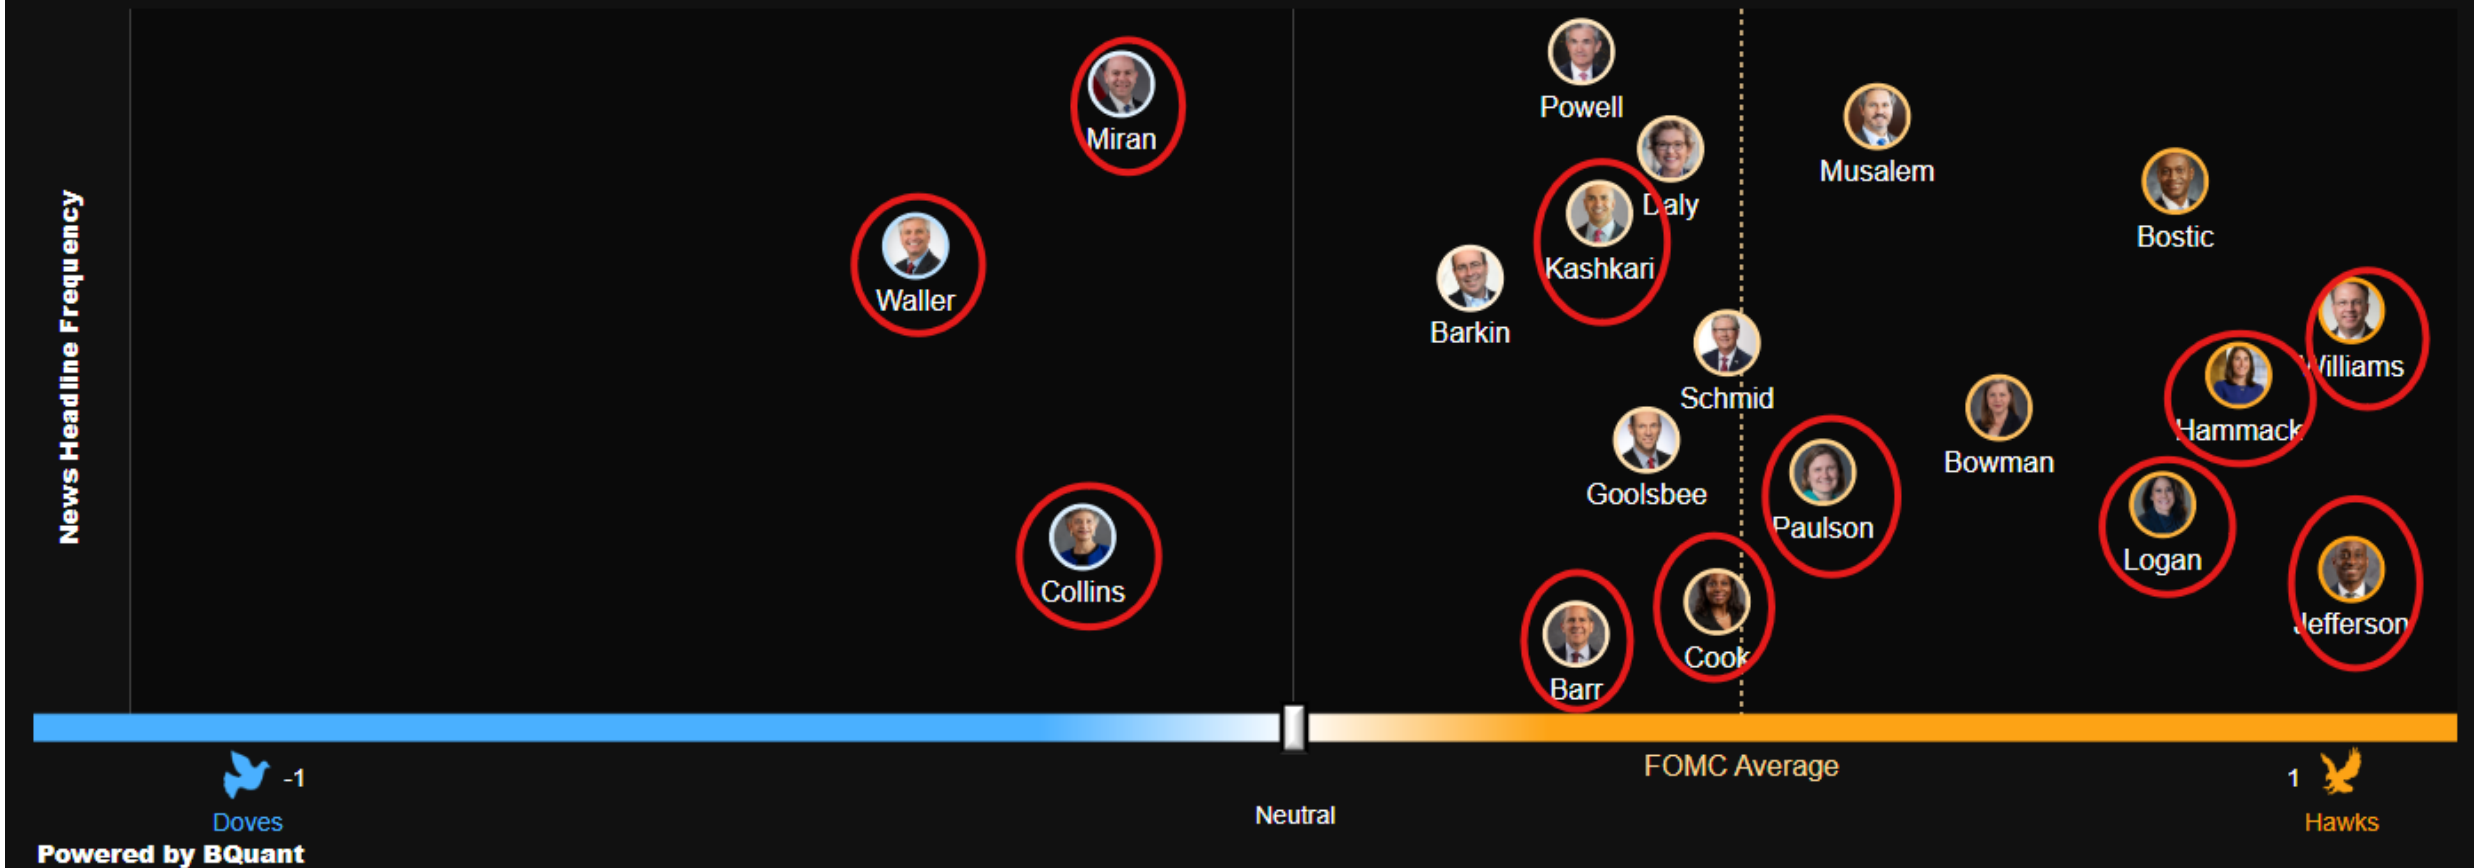 News Headline Frequency
Powell
Miran
Musalem
Daly
Bostic
Kashkari
Waller
Barkin
Williams
Schmid
Hammack
Bowman
Goolsbee
Paulson
Logan
Collins
Jefferson
Cook
Barr
FOMC Average
-1
1
Neutral
Doves
Hawks
Powered by BQuant